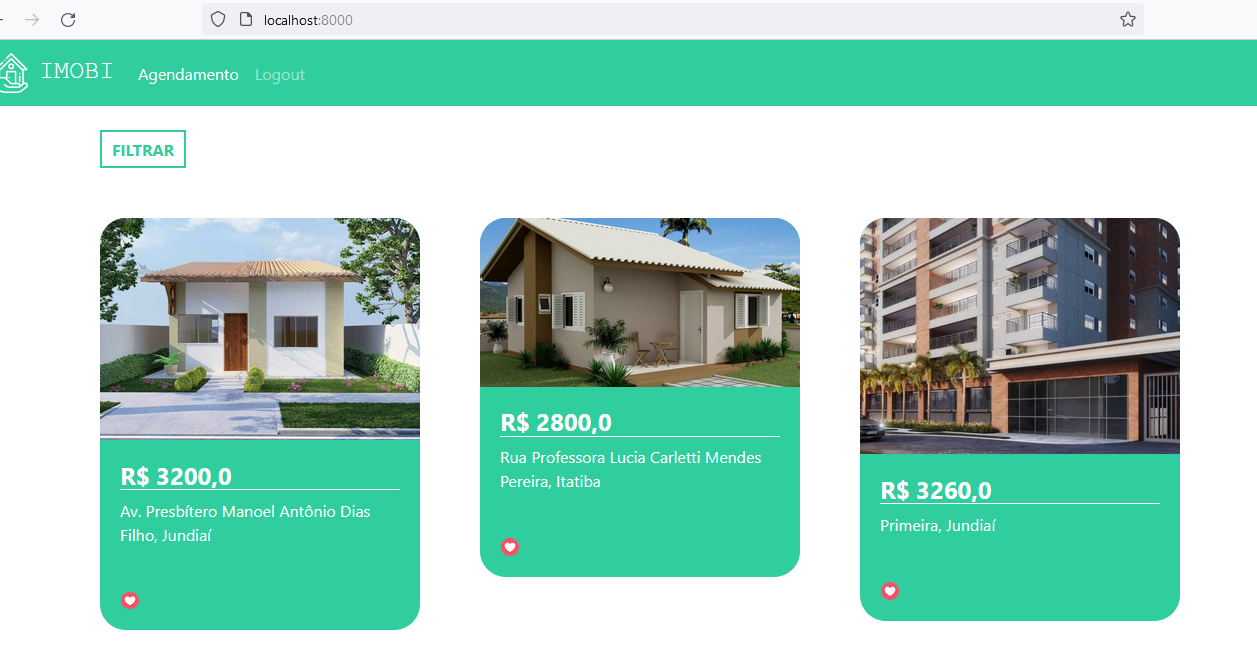 localhost:8000
IMOBI Agendamento Logout
FILTRAR
R$ 3200,0
Av. Presbítero Manoel Antônio Dias
Filho, Jundiaí
R$ 2800,0
Rua Professora Lucia Carletti Mendes
Pereira, Itatiba
R$ 3260,0
Primeira, Jundiaí